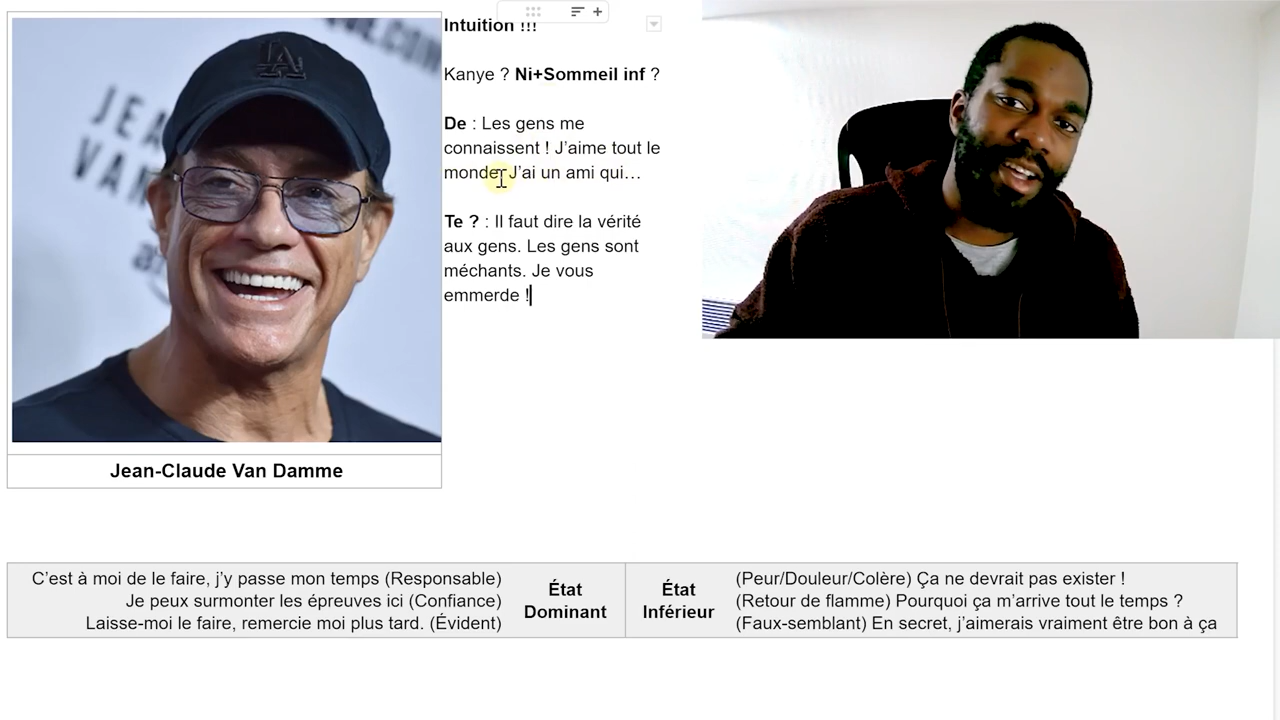 Intuition !!!
Kanye ? Ni+Sommeil inf ?
De : Les gens me
connaissent ! J’aime tout le
monde. J’ai un ami qui…
Te ? : Il faut dire la vérité
aux gens. Les gens sont
méchants. Je vous
emmerde !
LA
Jean-Claude Van Damme
C’est à moi de le faire, j’y passe mon temps (Responsable)
Je peux surmonter les épreuves ici (Confiance)
Laisse-moi le faire, remercie moi plus tard. (Évident)
État
Dominant
État
Inférieur
(Peur/Douleur/Colère) Ça ne devrait pas exister !
(Retour de flamme) Pourquoi ça m’arrive tout le temps ?
(Faux-semblant) En secret, j’aimerais vraiment être bon à ça